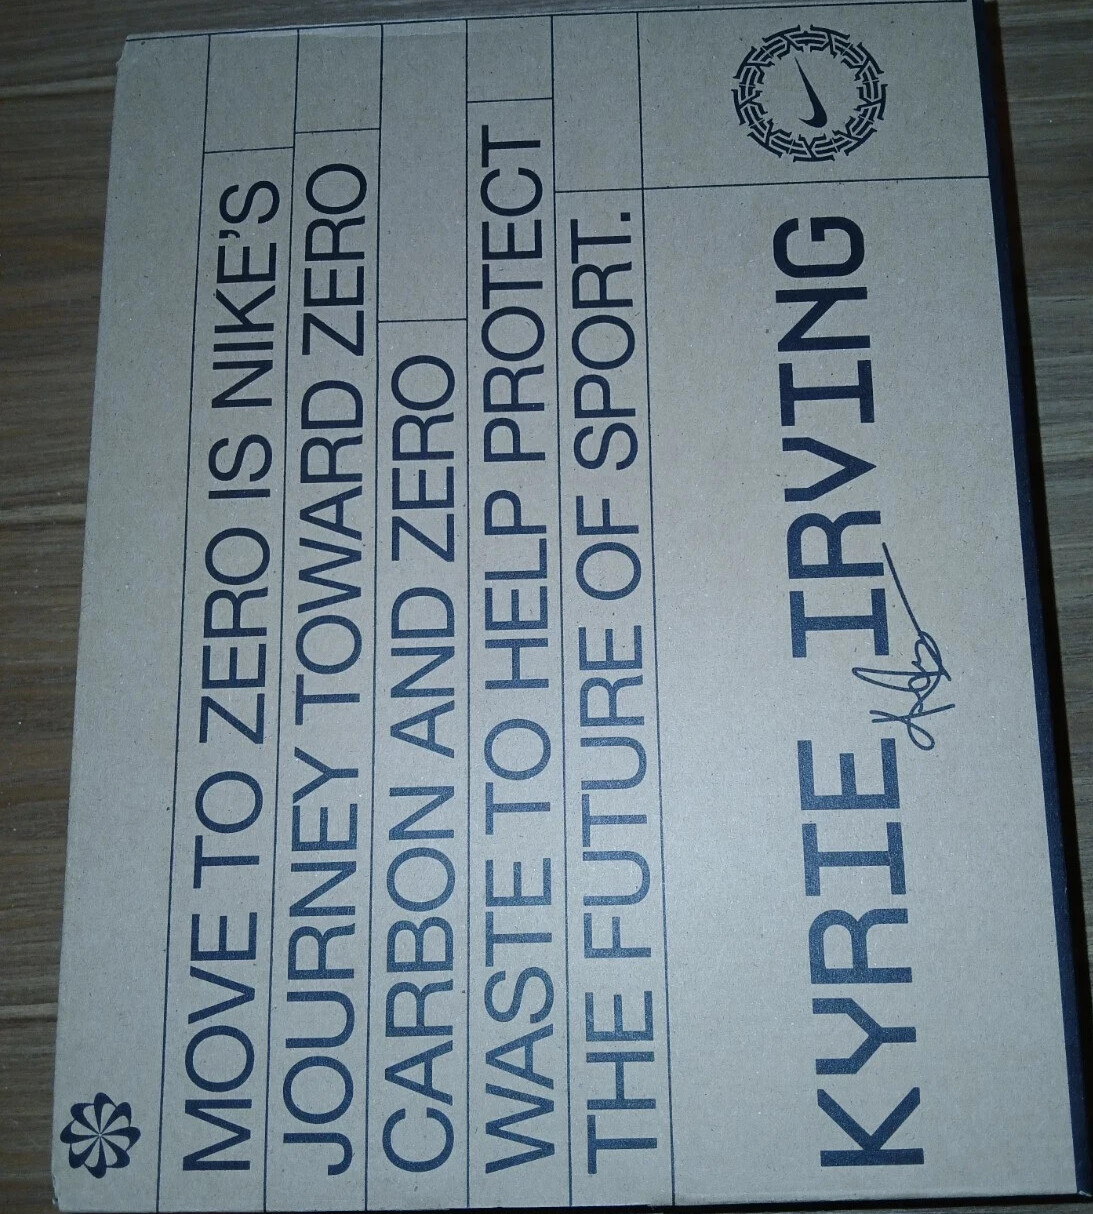 MOVE TO ZERO IS NIKE'S
JOURNEY TOWARD ZERO
CARBON AND ZERO
WASTE TO HELP PROTECT
THE FUTURE OF SPORT.
KYRIE IRVING